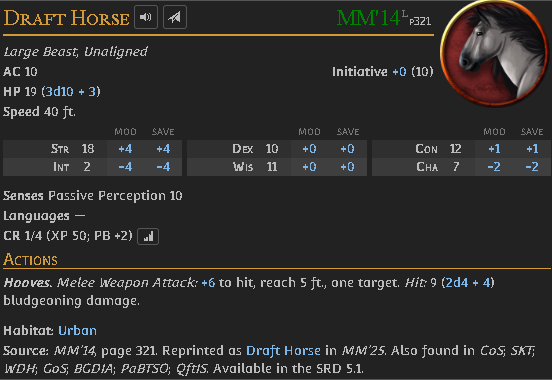 Draft Horse MM'14 L p321
Large Beast, Unaligned
AC 10 Initiative +0 (10)
HP 19 (3d10 + 3)
Speed 40 ft.
MOD SAVE MOD SAVE MOD SAVE
Str 18 +4 +4 Dex 10 +0 +0 Con 12 +1 +1
Int 2 −4 −4 Wis 11 +0 +0 Cha 7 −2 −2
Senses Passive Perception 10
Languages —
CR 1/4 (XP 50; PB +2)
Actions
Hooves. Melee Weapon Attack: +6 to hit, reach 5 ft., one target. Hit: 9 (2d4 + 4)
bludgeoning damage.
Habitat: Urban
Source: MM'14, page 321. Reprinted as Draft Horse in MM'25. Also found in CoS; SKT;
WDH; GoS; BGDIA; PaBTSO; QftIS. Available in the SRD 5.1.